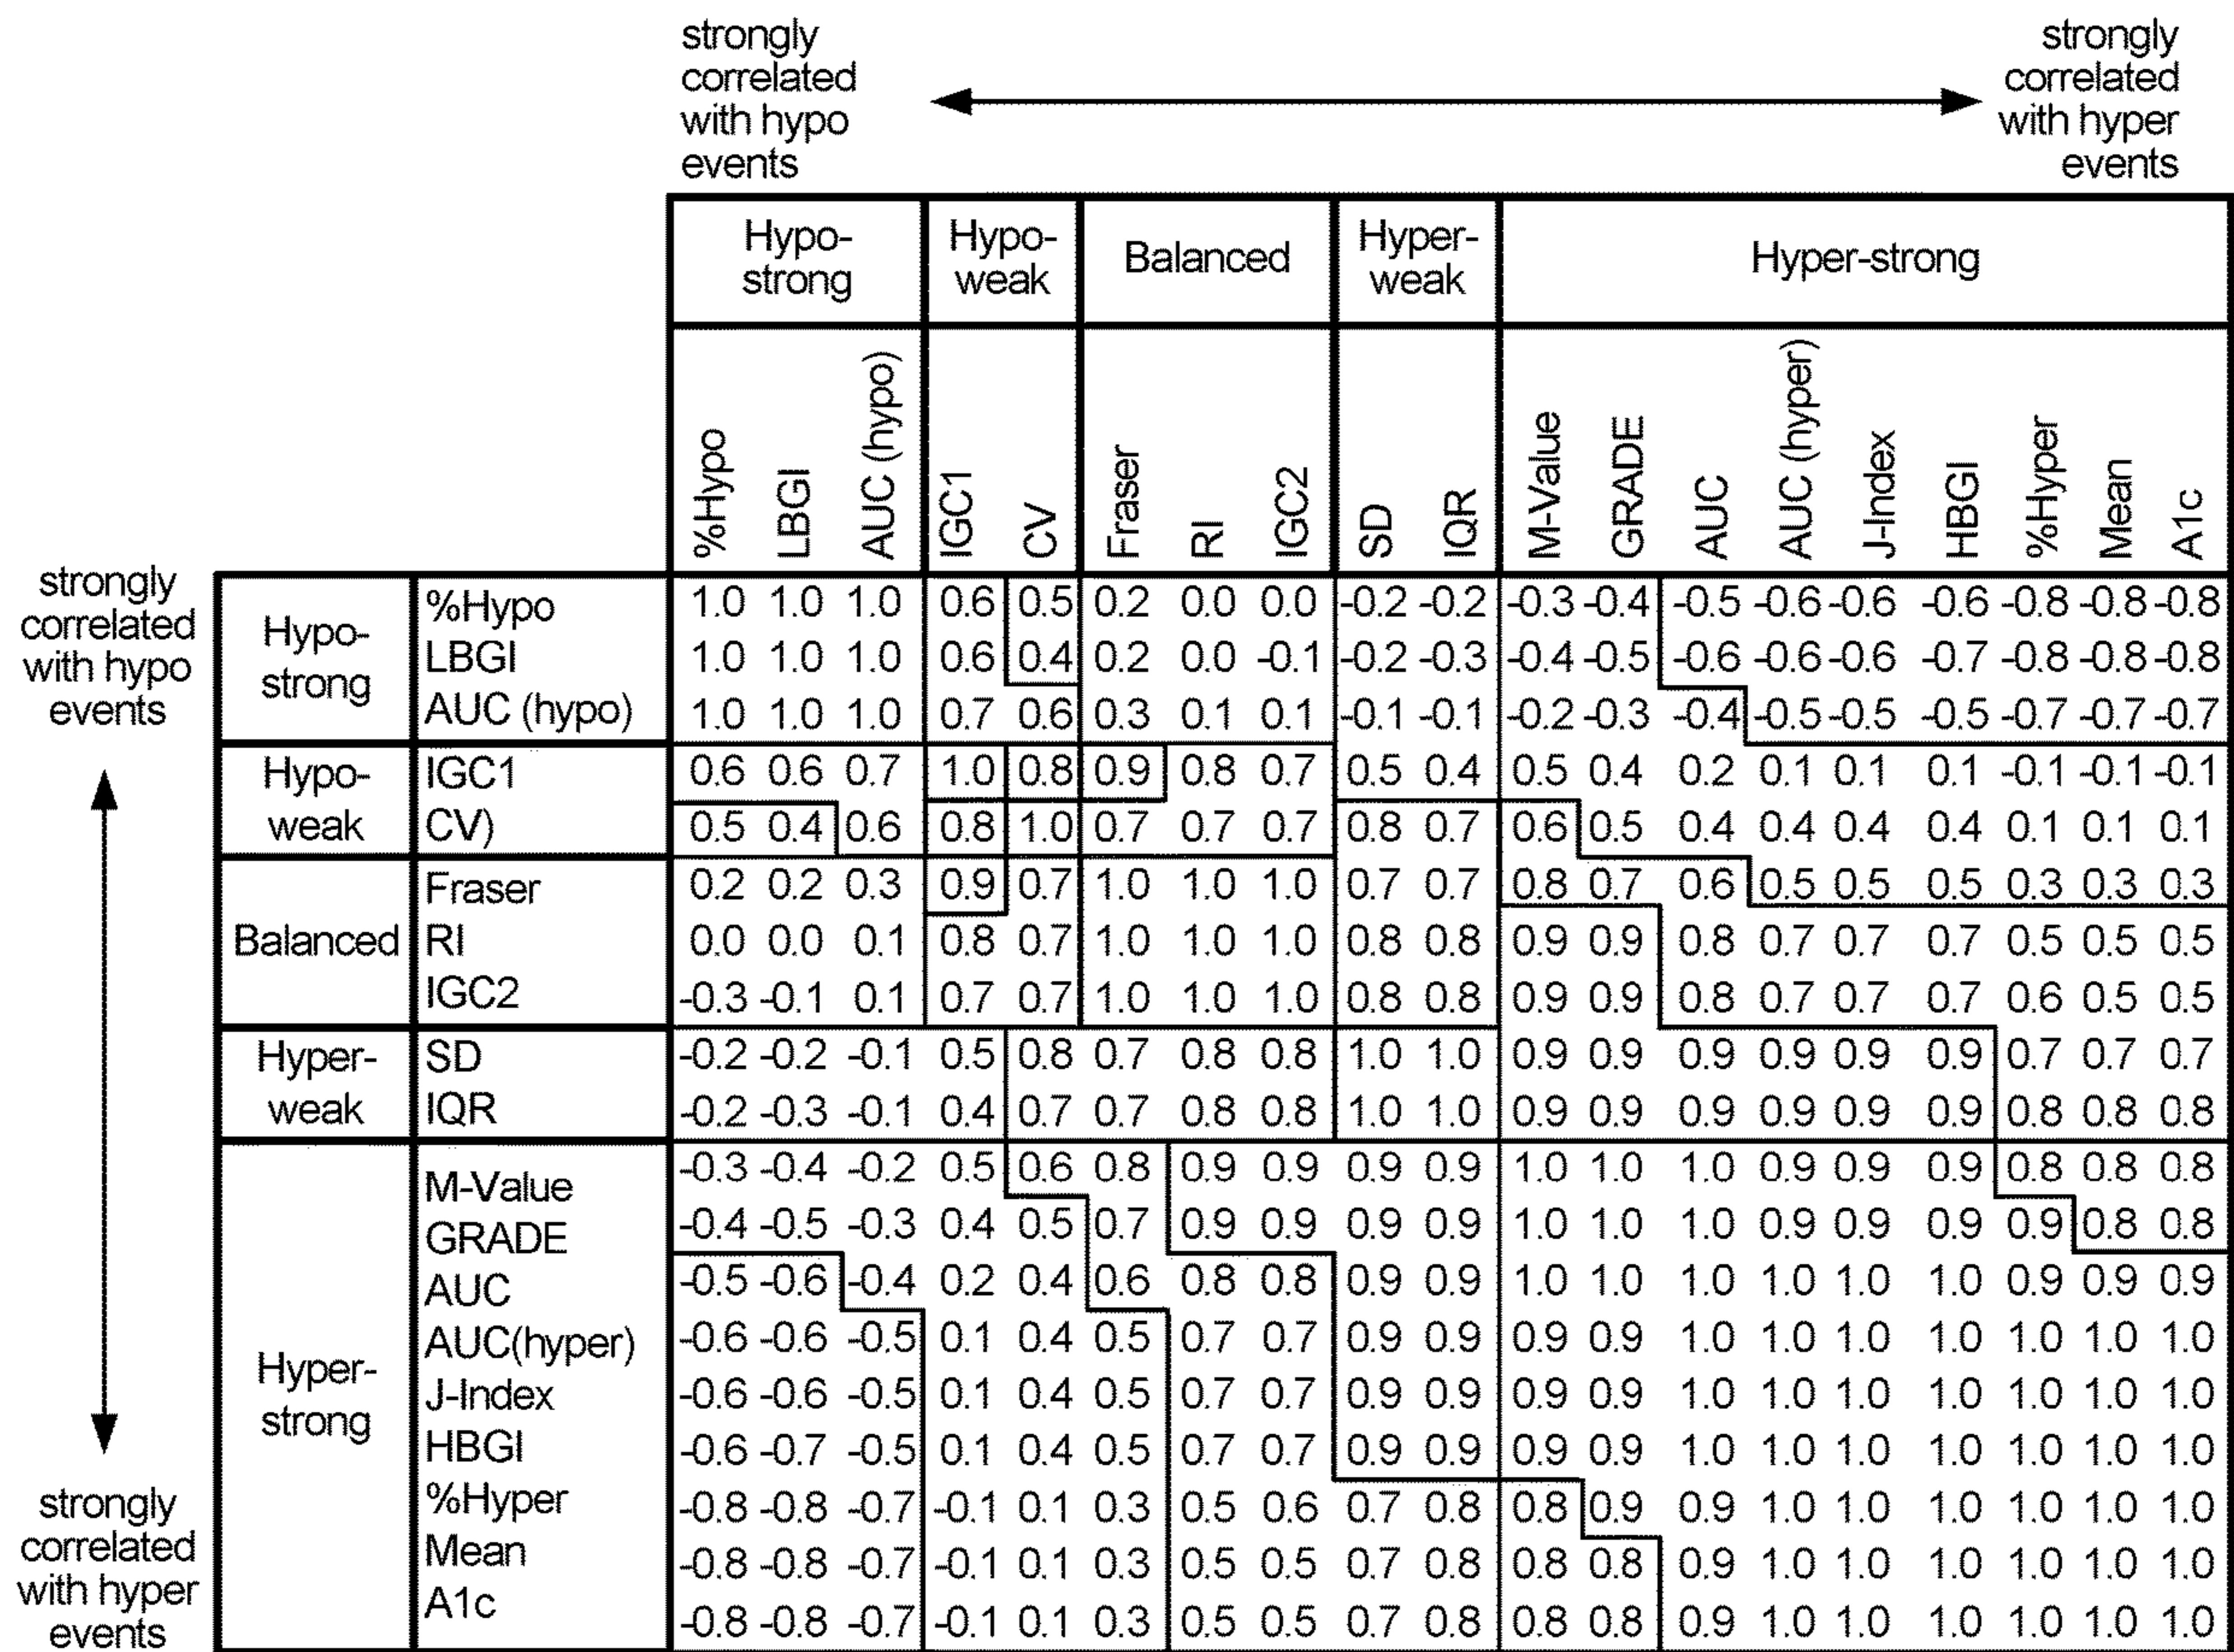 strongly
correlated
with hypo
events
strongly
correlated
with hyper
events
Hypo-
strong
Hypo-
weak
Balanced
Hyper-
weak
Hyper-strong
%Hypo LBGI AUC (hypo) IGC1 CV Fraser RI IGC2 SD IQR M-Value GRADE AUC AUC (hyper) J-Index HBGI %Hyper Mean A1c
strongly
correlated
with hypo
events
strongly
correlated
with hyper
events
Hypo-
strong
%Hypo 1.0 1.0 1.0 0.6 0.5 0.2 0.0 0.0 -0.2 -0.2 -0.3 -0.4 -0.5 -0.6 -0.6 -0.6 -0.8 -0.8 -0.8
LBGI 1.0 1.0 1.0 0.6 0.4 0.2 0.0 -0.1 -0.2 -0.3 -0.4 -0.5 -0.6 -0.6 -0.6 -0.7 -0.8 -0.8 -0.8
AUC (hypo) 1.0 1.0 1.0 0.7 0.6 0.3 0.1 0.1 -0.1 -0.1 -0.2 -0.3 -0.4 -0.5 -0.5 -0.5 -0.7 -0.7 -0.7
Hypo-
weak
IGC1 0.6 0.6 0.7 1.0 0.8 0.9 0.8 0.7 0.5 0.4 0.5 0.4 0.2 0.1 0.1 0.1 -0.1 -0.1 -0.1
CV) 0.5 0.4 0.6 0.8 1.0 0.7 0.7 0.7 0.8 0.7 0.6 0.5 0.4 0.4 0.4 0.4 0.1 0.1 0.1
Balanced
Fraser 0.2 0.2 0.3 0.9 0.7 1.0 1.0 1.0 0.7 0.7 0.8 0.7 0.6 0.5 0.5 0.5 0.3 0.3 0.3
RI 0.0 0.0 0.1 0.8 0.7 1.0 1.0 1.0 0.8 0.8 0.9 0.9 0.8 0.7 0.7 0.7 0.5 0.5 0.5
IGC2 -0.3 -0.1 0.1 0.7 0.7 1.0 1.0 1.0 0.8 0.8 0.9 0.9 0.8 0.7 0.7 0.7 0.6 0.5 0.5
Hyper-
weak
SD -0.2 -0.2 -0.1 0.5 0.8 0.7 0.8 0.8 1.0 1.0 0.9 0.9 0.9 0.9 0.9 0.9 0.7 0.7 0.7
IQR -0.2 -0.3 -0.1 0.4 0.7 0.7 0.8 0.8 1.0 1.0 0.9 0.9 0.9 0.9 0.9 0.9 0.8 0.8 0.8
Hyper-
strong
M-Value -0.3 -0.4 -0.2 0.5 0.6 0.8 0.9 0.9 0.9 0.9 1.0 1.0 1.0 0.9 0.9 0.9 0.8 0.8 0.8
GRADE -0.4 -0.5 -0.3 0.4 0.5 0.7 0.9 0.9 0.9 0.9 1.0 1.0 1.0 0.9 0.9 0.9 0.9 0.8 0.8
AUC -0.5 -0.6 -0.4 0.2 0.4 0.6 0.8 0.8 0.9 0.9 1.0 1.0 1.0 1.0 1.0 1.0 0.9 0.9 0.9
AUC(hyper) -0.6 -0.6 -0.5 0.1 0.4 0.5 0.7 0.7 0.9 0.9 0.9 0.9 1.0 1.0 1.0 1.0 1.0 1.0 1.0
J-Index -0.6 -0.6 -0.5 0.1 0.4 0.5 0.7 0.7 0.9 0.9 0.9 0.9 1.0 1.0 1.0 1.0 1.0 1.0 1.0
HBGI -0.6 -0.7 -0.5 0.1 0.4 0.5 0.7 0.7 0.9 0.9 0.9 0.9 1.0 1.0 1.0 1.0 1.0 1.0 1.0
%Hyper -0.8 -0.8 -0.7 -0.1 0.1 0.3 0.5 0.6 0.7 0.8 0.8 0.9 0.9 1.0 1.0 1.0 1.0 1.0 1.0
Mean -0.8 -0.8 -0.7 -0.1 0.1 0.3 0.5 0.5 0.7 0.8 0.8 0.8 0.9 1.0 1.0 1.0 1.0 1.0 1.0
A1c -0.8 -0.8 -0.7 -0.1 0.1 0.3 0.5 0.5 0.7 0.8 0.8 0.8 0.9 1.0 1.0 1.0 1.0 1.0 1.0